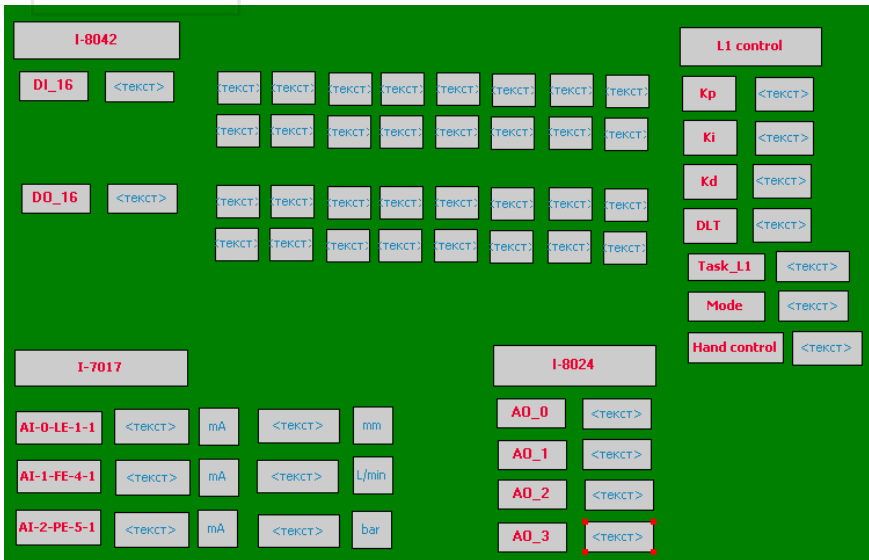 I-8042
L1 control
DI_16 <текст> <текст> <текст> <текст> <текст> <текст> <текст> <текст> <текст>
Kp <текст>
<текст> <текст> <текст> <текст> <текст> <текст> <текст> <текст>
Ki <текст>
Kd <текст>
DO_16 <текст> <текст> <текст> <текст> <текст> <текст> <текст> <текст> <текст>
DLT <текст>
<текст> <текст> <текст> <текст> <текст> <текст> <текст> <текст>
Task_L1 <текст>
Mode <текст>
Hand control <текст>
I-7017
I-8024
AI-0-LE-1-1 <текст> mA <текст> mm
AO_0 <текст>
AO_1 <текст>
AI-1-FE-4-1 <текст> mA <текст> L/min
AO_2 <текст>
AI-2-PE-5-1 <текст> mA <текст> bar
AO_3 <текст>